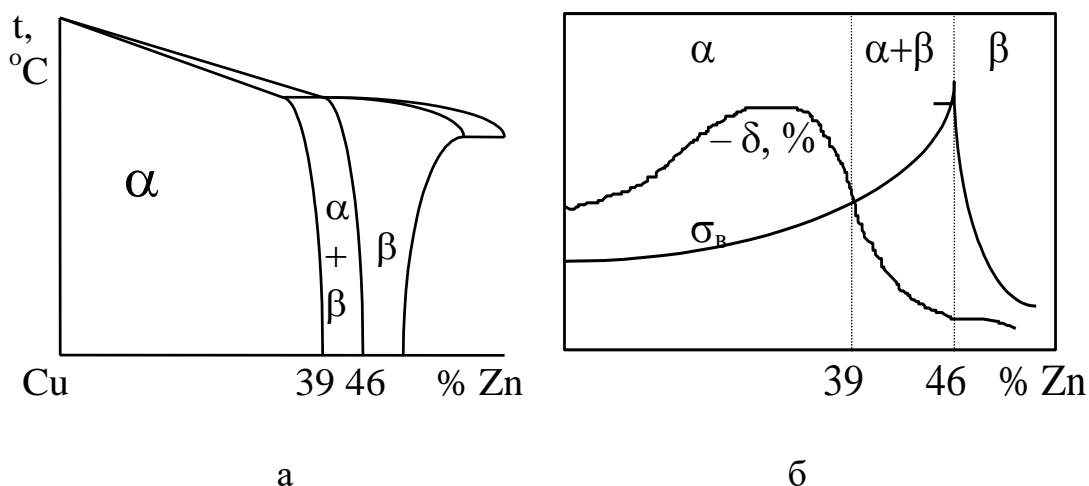 t,
°C
α
α
+
β
β
Cu
39 46
% Zn
а
α
α+β
β
– δ, %
σв
39
46
% Zn
б